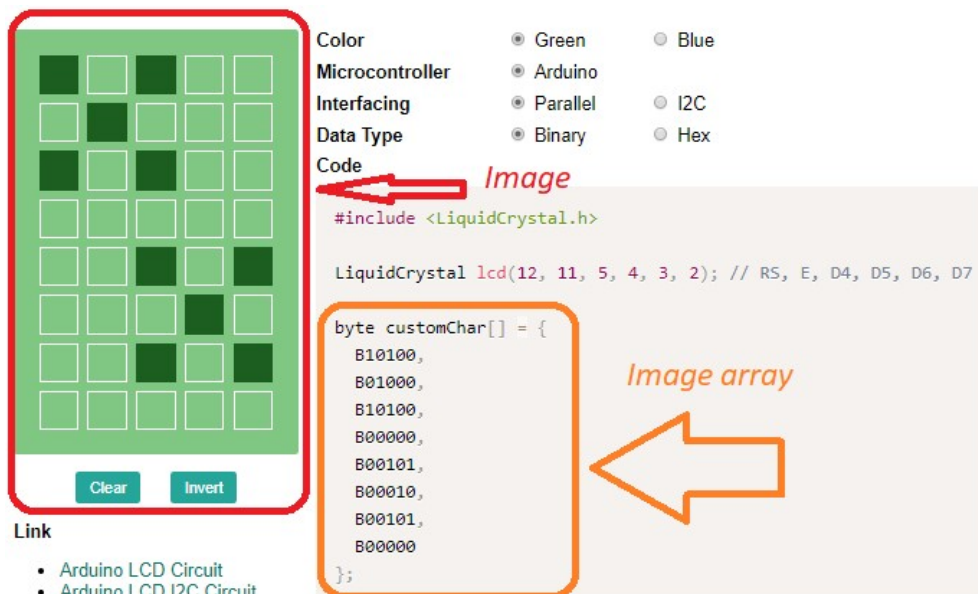 Color Green Blue
Microcontroller Arduino
Interfacing Parallel I2C
Data Type Binary Hex
Code
Image
#include <LiquidCrystal.h>
LiquidCrystal lcd(12, 11, 5, 4, 3, 2); // RS, E, D4, D5, D6, D7
byte customChar[] = {
B10100,
B01000,
B10100,
B00000,
B00101,
B00010,
B00101,
B00000
};
Image array
Clear Invert
Link
• Arduino LCD Circuit
• Arduino LCD I2C Circuit